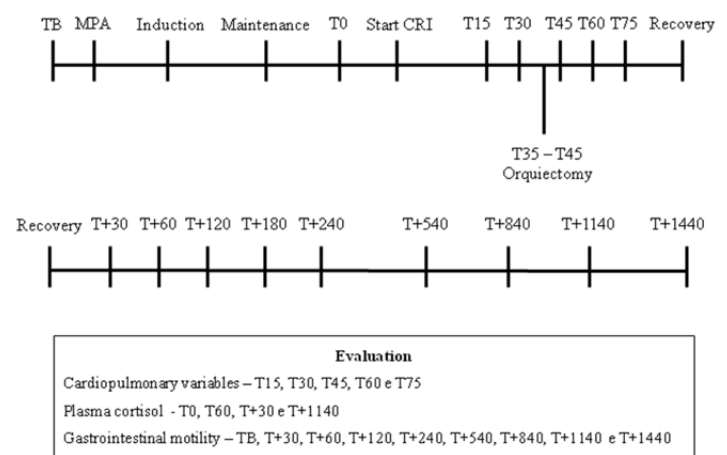 TB MPA Induction Maintenance T0 Start CRI T15 T30 T45 T60 T75 Recovery
T35 – T45
Orquiectomy
Recovery T+30 T+60 T+120 T+180 T+240 T+540 T+840 T+1140 T+1440
Evaluation
Cardiopulmonary variables – T15, T30, T45, T60 e T75
Plasma cortisol - T0, T60, T+30 e T+1140
Gastrointestinal motility – TB, T+30, T+60, T+120, T+240, T+540, T+840, T+1140 e T+1440